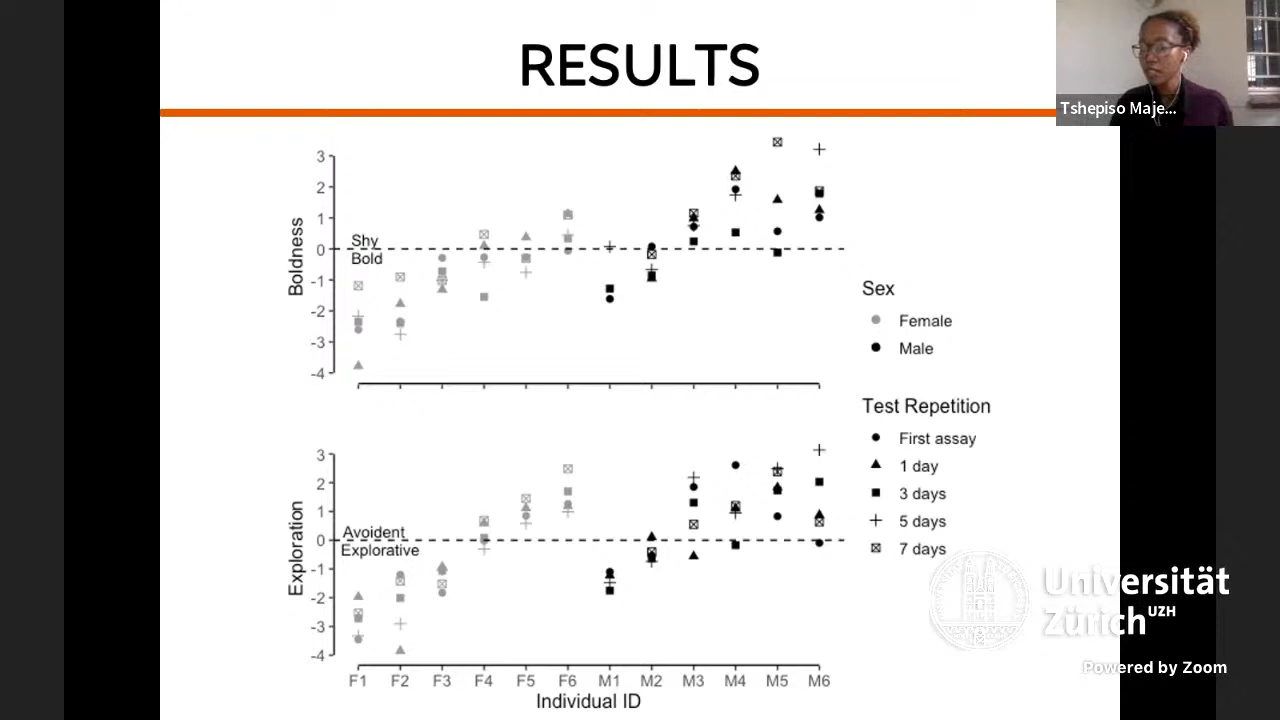 RESULTS
Tshepiso Maje...
3
2
1
0
-1
-2
-3
-4
Boldness
Shy
Bold
3
2
1
0
-1
-2
-3
-4
Exploration
Avoident
Explorative
F1 F2 F3 F4 F5 F6 M1 M2 M3 M4 M5 M6
Individual ID
Sex
Female
Male
Test Repetition
First assay
1 day
3 days
5 days
7 days
Universität
Zürich UZH
Powered by Zoom